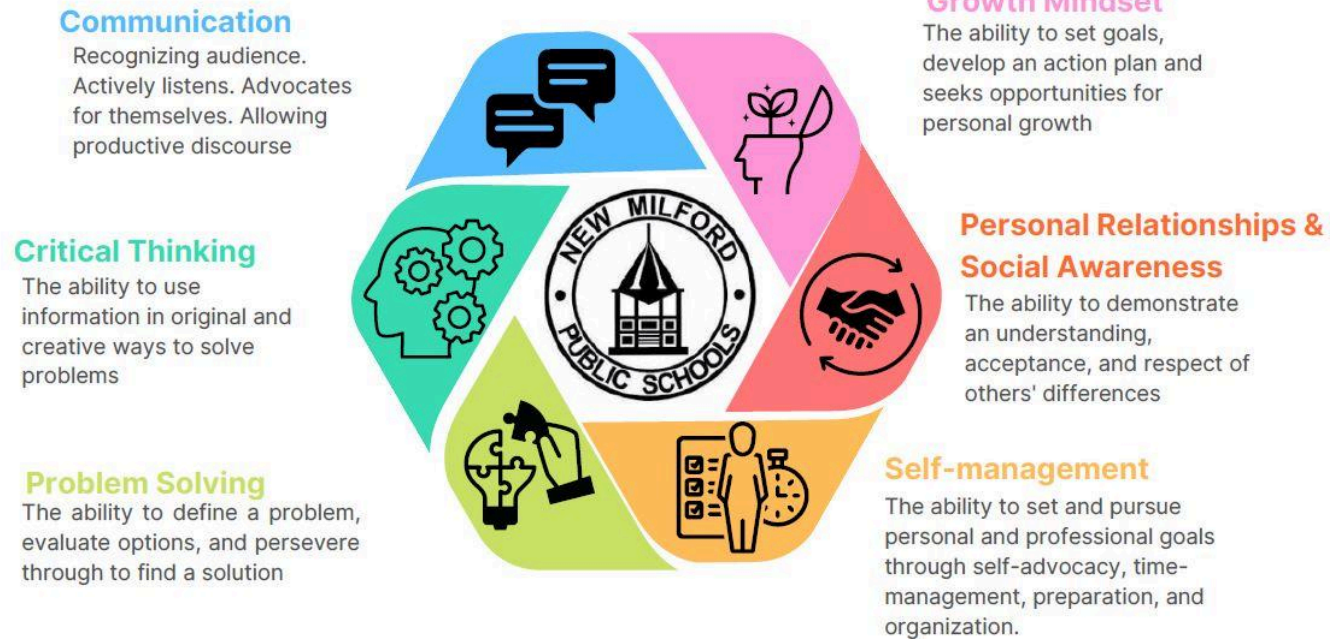 Communication
Recognizing audience.
Actively listens. Advocates
for themselves. Allowing
productive discourse
Growth Mindset
The ability to set goals,
develop an action plan and
seeks opportunities for
personal growth
Critical Thinking
The ability to use
information in original and
creative ways to solve
problems
NEW MILFORD
PUBLIC SCHOOLS
Personal Relationships &
Social Awareness
The ability to demonstrate
an understanding,
acceptance, and respect of
others' differences
Problem Solving
The ability to define a problem,
evaluate options, and persevere
through to find a solution
Self-management
The ability to set and pursue
personal and professional goals
through self-advocacy, time-
management, preparation, and
organization.